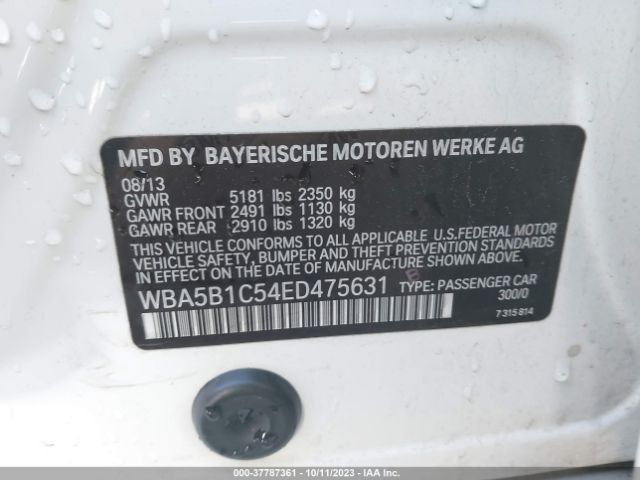 MFD BY BAYERISCHE MOTOREN WERKE AG
08/13
GVWR 5181 lbs 2350 kg
GAWR FRONT 2491 lbs 1130 kg
GAWR REAR 2910 lbs 1320 kg
THIS VEHICLE CONFORMS TO ALL APPLICABLE U.S.FEDERAL MOTOR
VEHICLE SAFETY, BUMPER AND THEFT PREVENTION STANDARDS
IN EFFECT ON THE DATE OF MANUFACTURE SHOWN ABOVE.
WBA5B1C54ED475631 TYPE: PASSENGER CAR
300/0
7 315 814
000-37787361 - 10/11/2023 - IAA Inc.